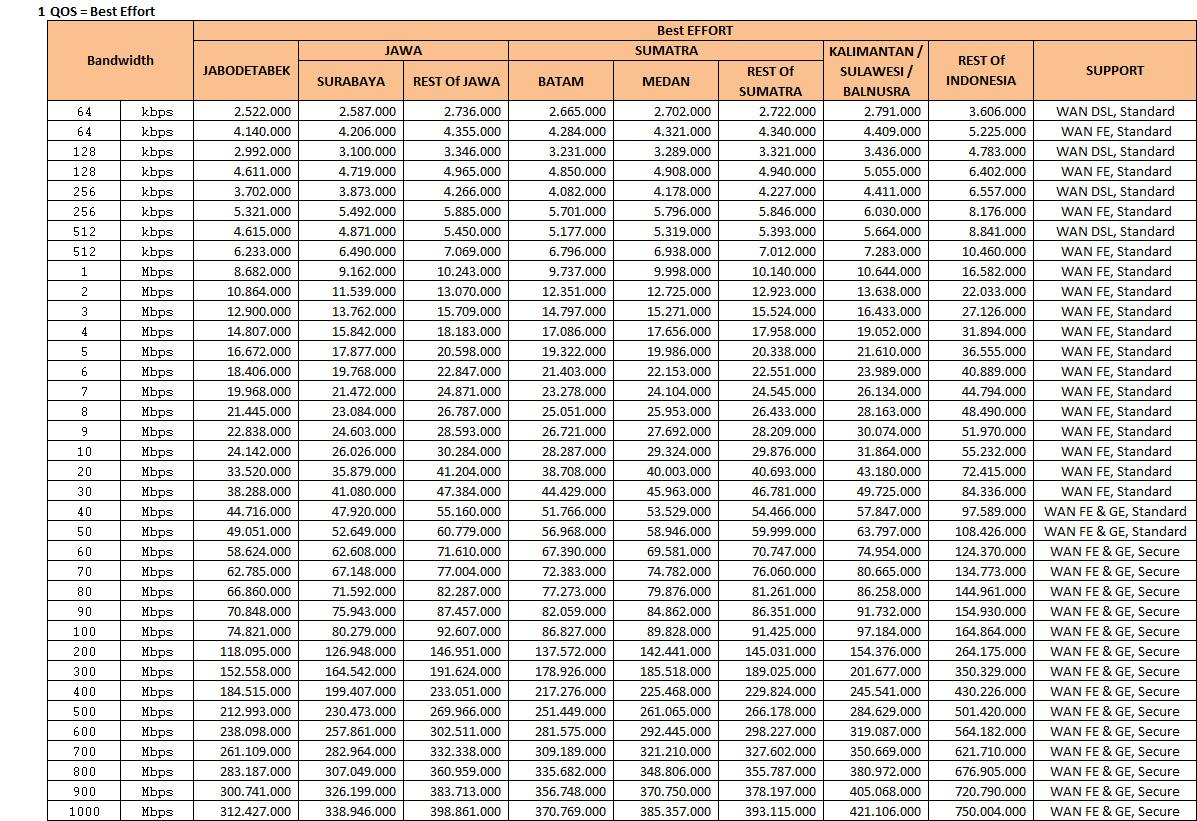 1 QOS = Best Effort
Bandwidth Best EFFORT
JABODETABEK JAWA SUMATRA KALIMANTAN / SULAWESI / BALNUSRA REST Of INDONESIA SUPPORT
SURABAYA REST Of JAWA BATAM MEDAN REST Of SUMATRA
64 kbps 2.522.000 2.587.000 2.736.000 2.665.000 2.702.000 2.722.000 2.791.000 3.606.000 WAN DSL, Standard
64 kbps 4.140.000 4.206.000 4.355.000 4.284.000 4.321.000 4.340.000 4.409.000 5.225.000 WAN FE, Standard
128 kbps 2.992.000 3.100.000 3.346.000 3.231.000 3.289.000 3.321.000 3.436.000 4.783.000 WAN DSL, Standard
128 kbps 4.611.000 4.719.000 4.965.000 4.850.000 4.908.000 4.940.000 5.055.000 6.402.000 WAN FE, Standard
256 kbps 3.702.000 3.873.000 4.266.000 4.082.000 4.178.000 4.227.000 4.411.000 6.557.000 WAN DSL, Standard
256 kbps 5.321.000 5.492.000 5.885.000 5.701.000 5.796.000 5.846.000 6.030.000 8.176.000 WAN FE, Standard
512 kbps 4.615.000 4.871.000 5.450.000 5.177.000 5.319.000 5.393.000 5.664.000 8.841.000 WAN DSL, Standard
512 kbps 6.233.000 6.490.000 7.069.000 6.796.000 6.938.000 7.012.000 7.283.000 10.460.000 WAN FE, Standard
1 Mbps 8.682.000 9.162.000 10.243.000 9.737.000 9.998.000 10.140.000 10.644.000 16.582.000 WAN FE, Standard
2 Mbps 10.864.000 11.539.000 13.070.000 12.351.000 12.725.000 12.923.000 13.638.000 22.033.000 WAN FE, Standard
3 Mbps 12.900.000 13.762.000 15.709.000 14.797.000 15.271.000 15.524.000 16.433.000 27.126.000 WAN FE, Standard
4 Mbps 14.807.000 15.842.000 18.183.000 17.086.000 17.656.000 17.958.000 19.052.000 31.894.000 WAN FE, Standard
5 Mbps 16.672.000 17.877.000 20.598.000 19.322.000 19.986.000 20.338.000 21.610.000 36.555.000 WAN FE, Standard
6 Mbps 18.406.000 19.768.000 22.847.000 21.403.000 22.153.000 22.551.000 23.989.000 40.889.000 WAN FE, Standard
7 Mbps 19.968.000 21.472.000 24.871.000 23.278.000 24.104.000 24.545.000 26.134.000 44.794.000 WAN FE, Standard
8 Mbps 21.445.000 23.084.000 26.787.000 25.051.000 25.953.000 26.433.000 28.163.000 48.490.000 WAN FE, Standard
9 Mbps 22.838.000 24.603.000 28.593.000 26.721.000 27.692.000 28.209.000 30.074.000 51.970.000 WAN FE, Standard
10 Mbps 24.142.000 26.026.000 30.284.000 28.287.000 29.324.000 29.876.000 31.864.000 55.232.000 WAN FE, Standard
20 Mbps 33.520.000 35.879.000 41.204.000 38.708.000 40.003.000 40.693.000 43.180.000 72.415.000 WAN FE, Standard
30 Mbps 38.288.000 41.080.000 47.384.000 44.429.000 45.963.000 46.781.000 49.725.000 84.336.000 WAN FE, Standard
40 Mbps 44.716.000 47.920.000 55.160.000 51.766.000 53.529.000 54.466.000 57.847.000 97.589.000 WAN FE & GE, Standard
50 Mbps 49.051.000 52.649.000 60.779.000 56.968.000 58.946.000 59.999.000 63.797.000 108.426.000 WAN FE & GE, Standard
60 Mbps 58.624.000 62.608.000 71.610.000 67.390.000 69.581.000 70.747.000 74.954.000 124.370.000 WAN FE & GE, Secure
70 Mbps 62.785.000 67.148.000 77.004.000 72.383.000 74.782.000 76.060.000 80.665.000 134.773.000 WAN FE & GE, Secure
80 Mbps 66.860.000 71.592.000 82.287.000 77.273.000 79.876.000 81.261.000 86.258.000 144.961.000 WAN FE & GE, Secure
90 Mbps 70.848.000 75.943.000 87.457.000 82.059.000 84.862.000 86.351.000 91.732.000 154.930.000 WAN FE & GE, Secure
100 Mbps 74.821.000 80.279.000 92.607.000 86.827.000 89.828.000 91.425.000 97.184.000 164.864.000 WAN FE & GE, Secure
200 Mbps 118.095.000 126.948.000 146.951.000 137.572.000 142.441.000 145.031.000 154.376.000 264.175.000 WAN FE & GE, Secure
300 Mbps 152.558.000 164.542.000 191.624.000 178.926.000 185.518.000 189.025.000 201.677.000 350.329.000 WAN FE & GE, Secure
400 Mbps 184.515.000 199.407.000 233.051.000 217.276.000 225.468.000 229.824.000 245.541.000 430.226.000 WAN FE & GE, Secure
500 Mbps 212.993.000 230.473.000 269.966.000 251.449.000 261.065.000 266.178.000 284.629.000 501.420.000 WAN FE & GE, Secure
600 Mbps 238.098.000 257.861.000 302.511.000 281.575.000 292.445.000 298.227.000 319.087.000 564.182.000 WAN FE & GE, Secure
700 Mbps 261.109.000 282.964.000 332.338.000 309.189.000 321.210.000 327.602.000 350.669.000 621.710.000 WAN FE & GE, Secure
800 Mbps 283.187.000 307.049.000 360.959.000 335.682.000 348.806.000 355.787.000 380.972.000 676.905.000 WAN FE & GE, Secure
900 Mbps 300.741.000 326.199.000 383.713.000 356.748.000 370.750.000 378.197.000 405.068.000 720.790.000 WAN FE & GE, Secure
1000 Mbps 312.427.000 338.946.000 398.861.000 370.769.000 385.357.000 393.115.000 421.106.000 750.004.000 WAN FE & GE, Secure